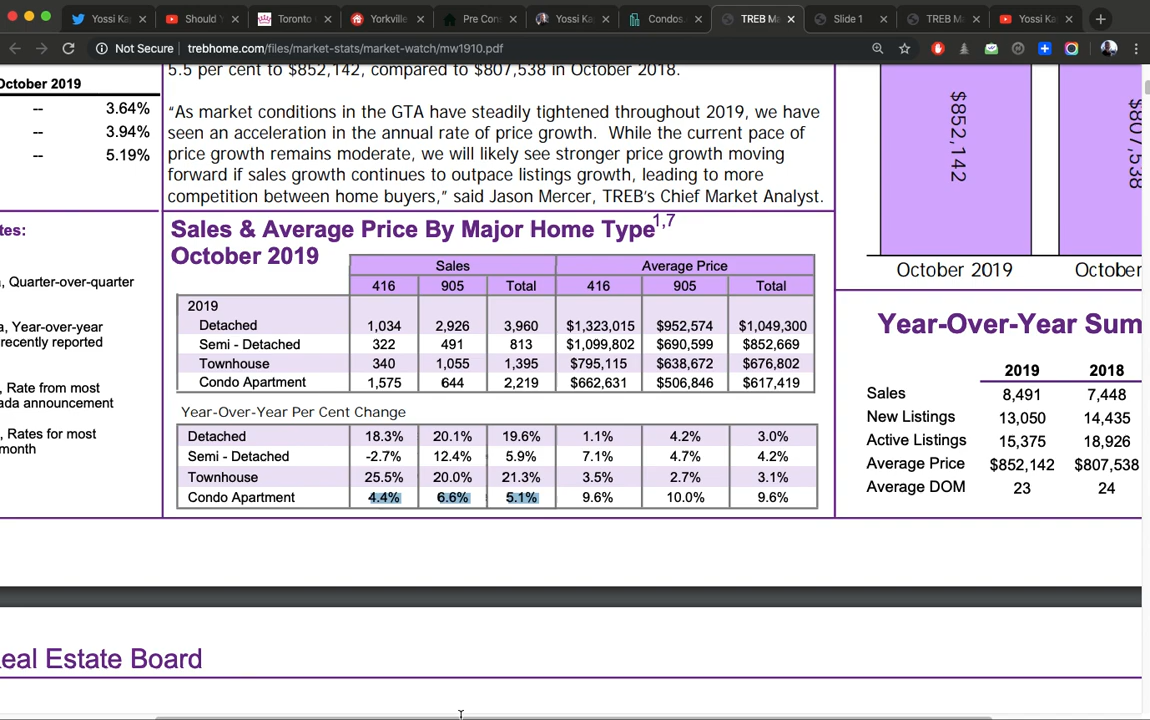 Yossi Ka
Should
Toronto
Yorkville
Pre Con
Yossi Ka
Condos.
TREB M
Slide 1
TREB M
Yossi Ka
Not Secure | trebhome.com/files/market-stats/market-watch/mw1910.pdf
October 2019
-- 3.64%
-- 3.94%
-- 5.19%
tes:
, Quarter-over-quarter
a, Year-over-year
recently reported
, Rate from most
ada announcement
, Rates for most
month
5.5 per cent to $852,142, compared to $807,538 in October 2018.
“As market conditions in the GTA have steadily tightened throughout 2019, we have
seen an acceleration in the annual rate of price growth. While the current pace of
price growth remains moderate, we will likely see stronger price growth moving
forward if sales growth continues to outpace listings growth, leading to more
competition between home buyers,” said Jason Mercer, TREB’s Chief Market Analyst.
Sales & Average Price By Major Home Type1,7
October 2019
Sales Average Price
416 905 Total 416 905 Total
2019
Detached 1,034 2,926 3,960 $1,323,015 $952,574 $1,049,300
Semi - Detached 322 491 813 $1,099,802 $690,599 $852,669
Townhouse 340 1,055 1,395 $795,115 $638,672 $676,802
Condo Apartment 1,575 644 2,219 $662,631 $506,846 $617,419
Year-Over-Year Per Cent Change
Detached 18.3% 20.1% 19.6% 1.1% 4.2% 3.0%
Semi - Detached -2.7% 12.4% 5.9% 7.1% 4.7% 4.2%
Townhouse 25.5% 20.0% 21.3% 3.5% 2.7% 3.1%
Condo Apartment 4.4% 6.6% 5.1% 9.6% 10.0% 9.6%
$852,142
$807,538
October 2019 October
Year-Over-Year Sum
2019 2018
Sales 8,491 7,448
New Listings 13,050 14,435
Active Listings 15,375 18,926
Average Price $852,142 $807,538
Average DOM 23 24
eal Estate Board